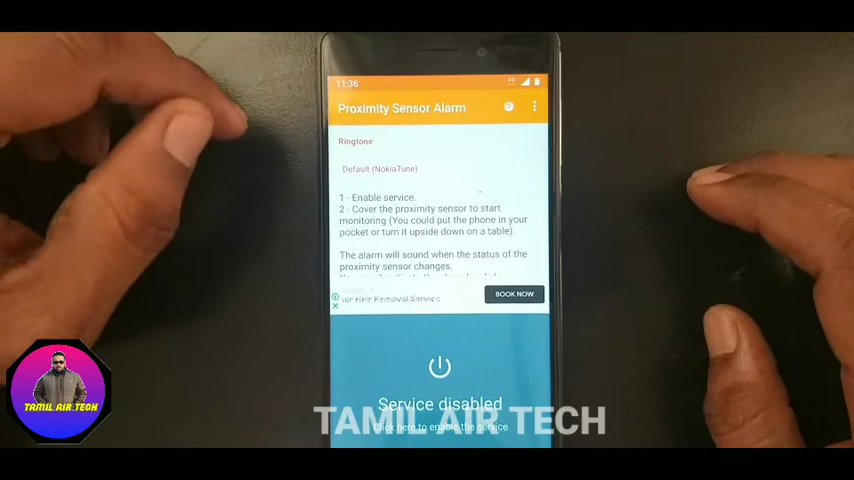 11:36
Proximity Sensor Alarm
Ringtone
Default (NokiaTune)
1 - Enable service.
2 - Cover the proximity sensor to start
monitoring (You could put the phone in your
pocket or turn it upside down on a table).
The alarm will sound when the status of the
proximity sensor changes.
Hair Removal Service
BOOK NOW
Service disabled
Click here to enable the service
TAMIL AIR TECH
TAMIL AIR TECH